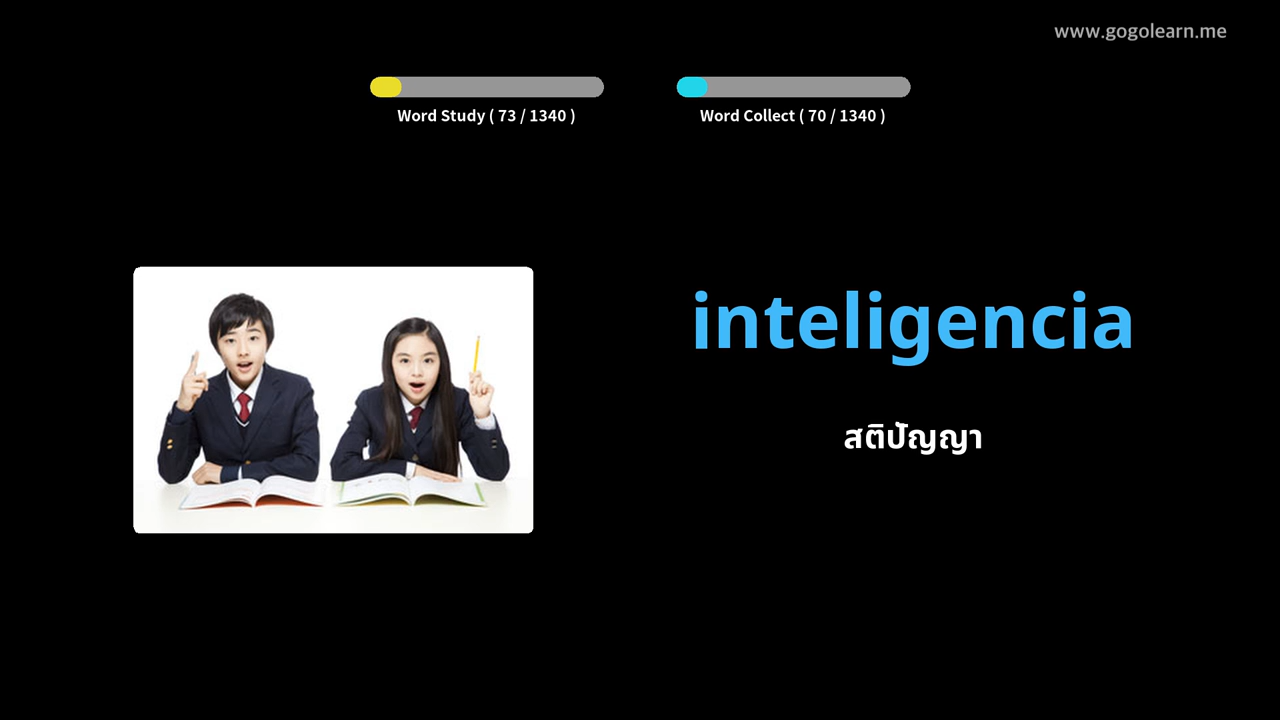 www.gogolearn.me
Word Study ( 73 / 1340 )
Word Collect ( 70 / 1340 )
inteligencia
สติปัญญา